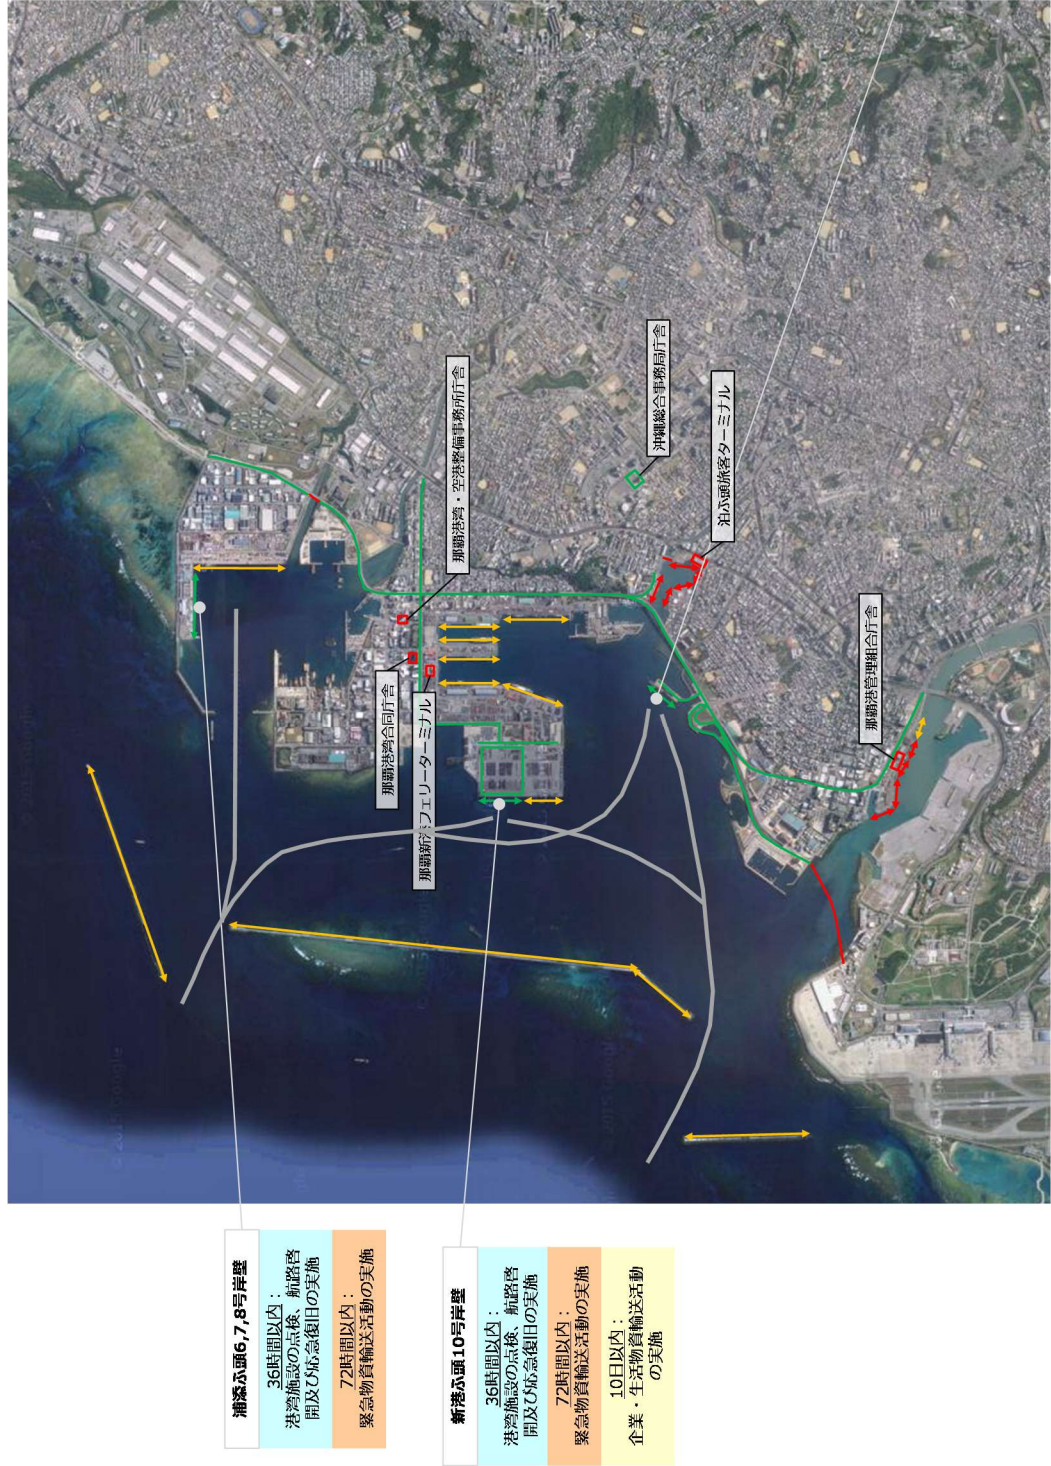 浦添ふ頭6,7,8号岸壁
36時間以内：
港湾施設の点検、航路啓
開及び応急復旧の実施
72時間以内：
緊急物資輸送活動の実施
新港ふ頭10号岸壁
36時間以内：
港湾施設の点検、航路啓
開及び応急復旧の実施
72時間以内：
緊急物資輸送活動の実施
10日以内：
企業・生活物資輸送活動
の実施
那覇港湾合同庁舎
那覇新港フェリーターミナル
那覇港湾・空港整備事務所庁舎
沖縄総合事務局庁舎
泊ふ頭旅客ターミナル
那覇港管理組合庁舎
© 2015 Google